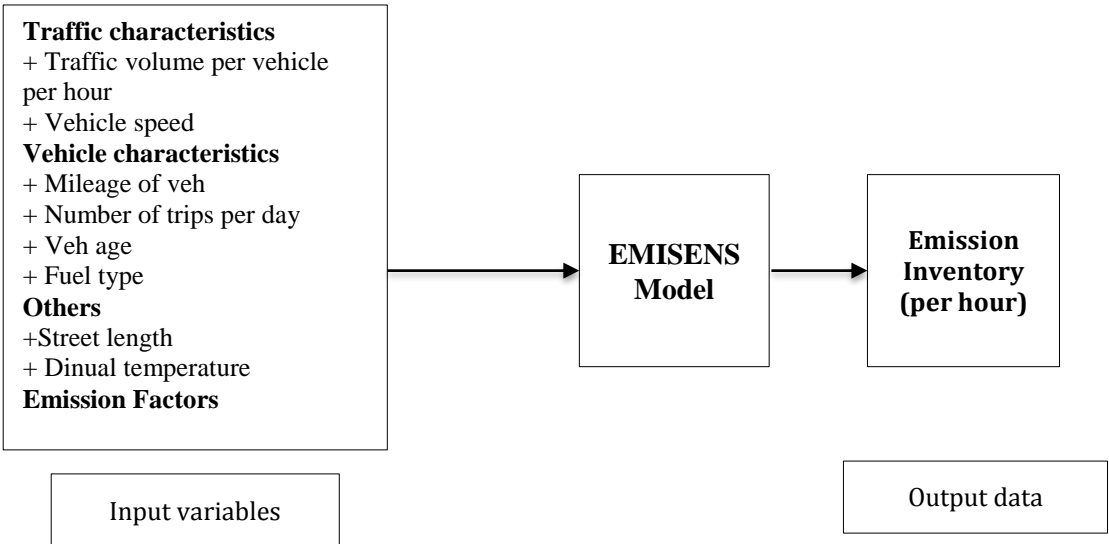 Traffic characteristics
+ Traffic volume per vehicle
per hour
+ Vehicle speed
Vehicle characteristics
+ Mileage of veh
+ Number of trips per day
+ Veh age
+ Fuel type
Others
+Street length
+ Dinual temperature
Emission Factors
EMISENS
Model
Emission
Inventory
(per hour)
Input variables
Output data